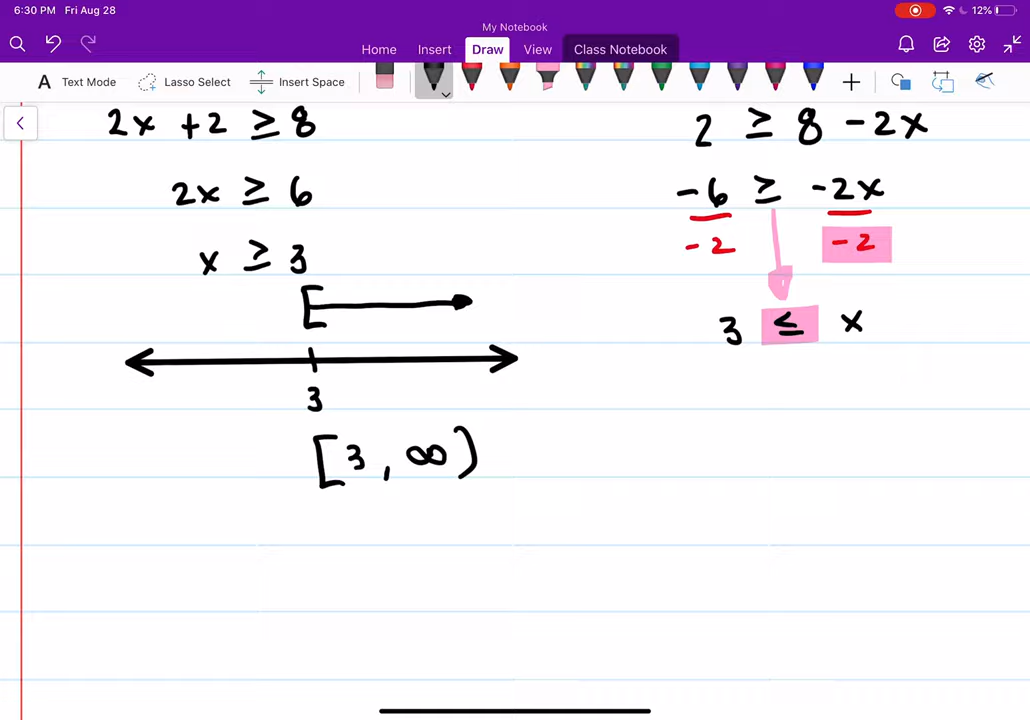 6:30 PM Fri Aug 28
12%
My Notebook
Home Insert Draw View Class Notebook
A Text Mode Lasso Select Insert Space
2x + 2 ≥ 8
2x ≥ 6
x ≥ 3
[
3
[3, ∞)
2 ≥ 8 - 2x
-6 ≥ -2x
-2 -2
3 ≤ x